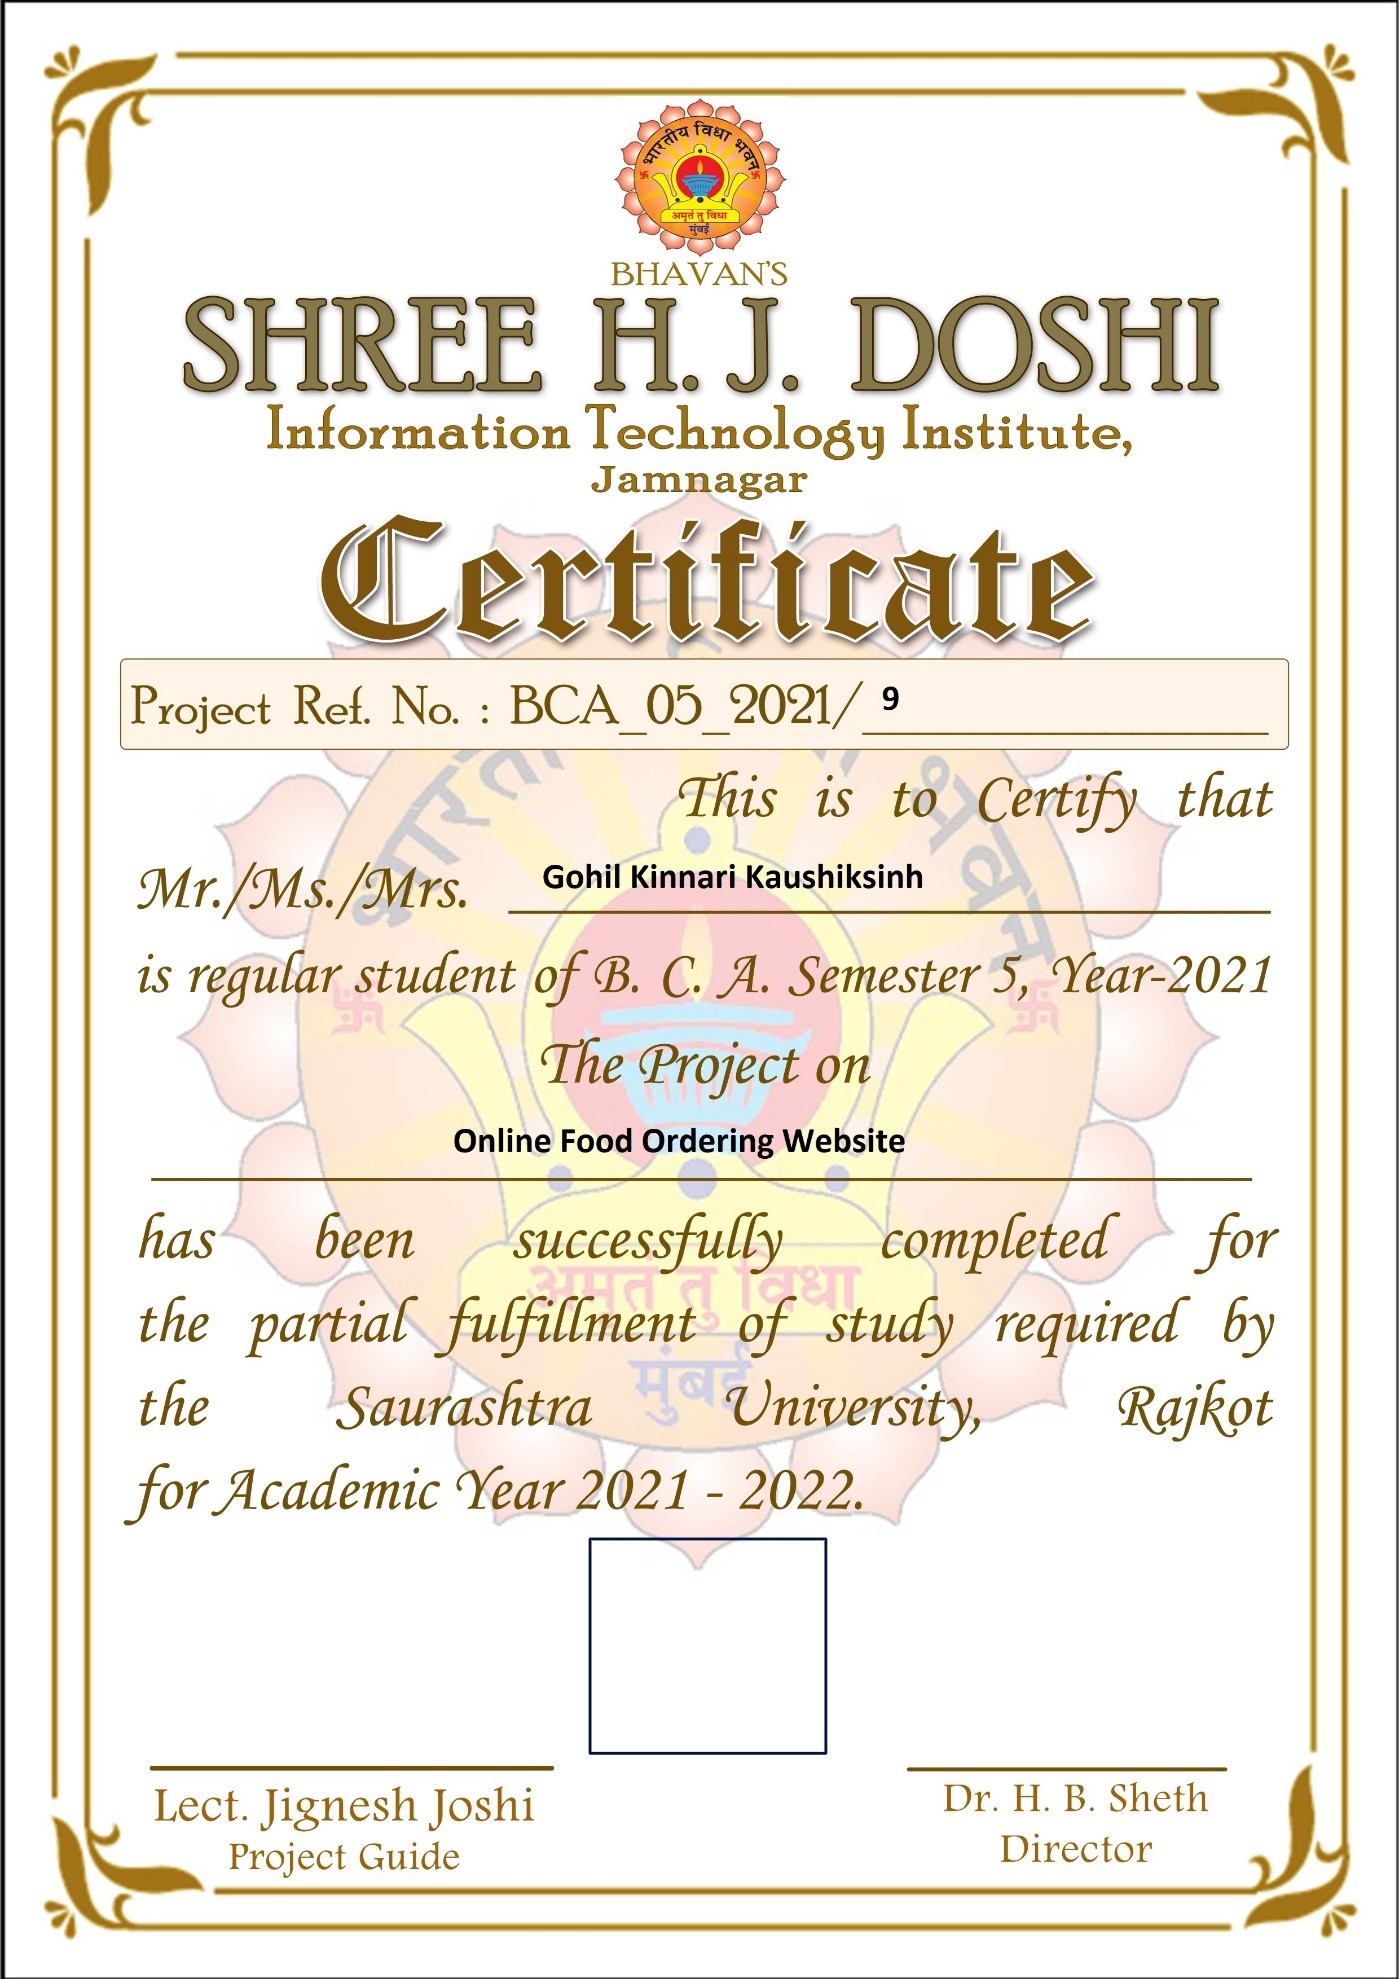 भारतीय विधा भवन
अमृतं तु विधा
मुंबई
BHAVAN'S
SHREE H. J. DOSHI
Information Technology Institute,
Jamnagar
Certificate
Project Ref. No. : BCA_05_2021/ 9
This is to Certify that
Mr./Ms./Mrs. Gohil Kinnari Kaushiksinh
is regular student of B. C. A. Semester 5, Year-2021
The Project on
Online Food Ordering Website
has been successfully completed for
the partial fulfillment of study required by
the Saurashtra University, Rajkot
for Academic Year 2021 - 2022.
अमृतं तु विधा
मुंबई
Lect. Jignesh Joshi
Project Guide
Dr. H. B. Sheth
Director